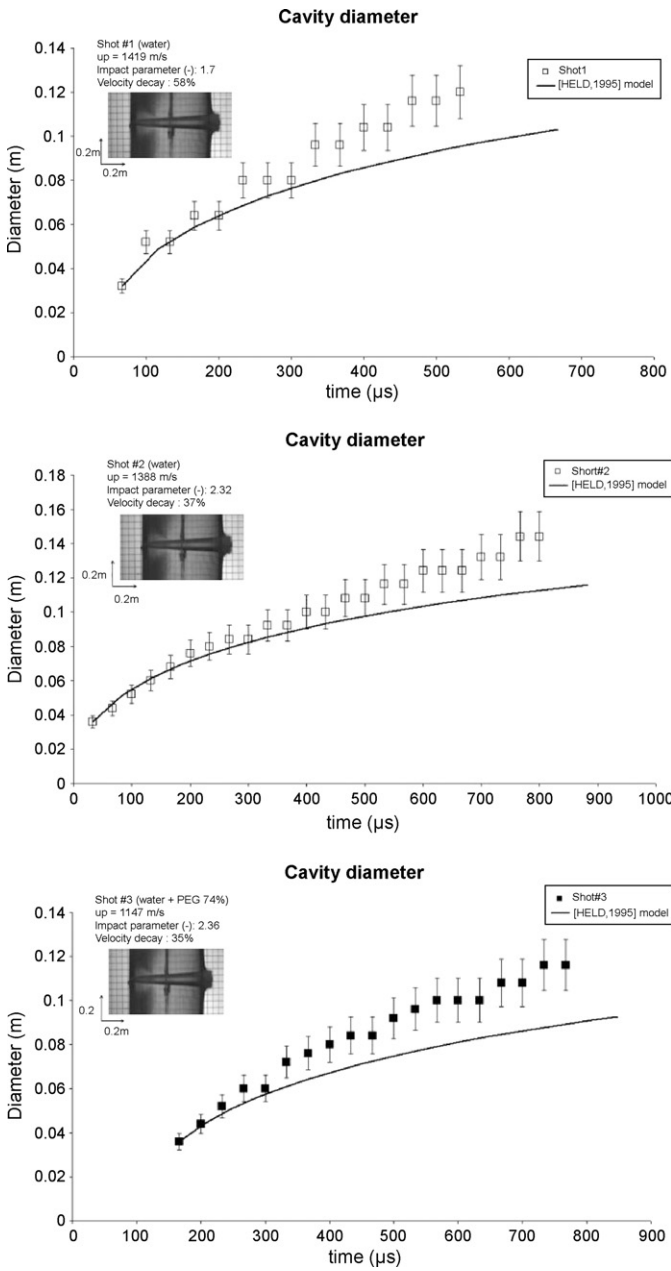 Cavity diameter
Shot #1 (water)
up = 1419 m/s
Impact parameter (-): 1.7
Velocity decay : 58%
0.2m
0.2m
Shot1
[HELD,1995] model
Diameter (m)
0.14
0.12
0.1
0.08
0.06
0.04
0.02
0
0 100 200 300 400 500 600 700 800
time (µs)
Cavity diameter
Shot #2 (water)
up = 1388 m/s
Impact parameter (-): 2.32
Velocity decay : 37%
0.2m
0.2m
Short#2
[HELD,1995] model
Diameter (m)
0.18
0.16
0.14
0.12
0.1
0.08
0.06
0.04
0.02
0
0 100 200 300 400 500 600 700 800 900 1000
time (µs)
Cavity diameter
Shot #3 (water + PEG 74%)
up = 1147 m/s
Impact parameter (-): 2.36
Velocity decay : 35%
0.2
0.2m
Shot#3
[HELD,1995] model
Diameter (m)
0.14
0.12
0.1
0.08
0.06
0.04
0.02
0
0 100 200 300 400 500 600 700 800 900
time (µs)